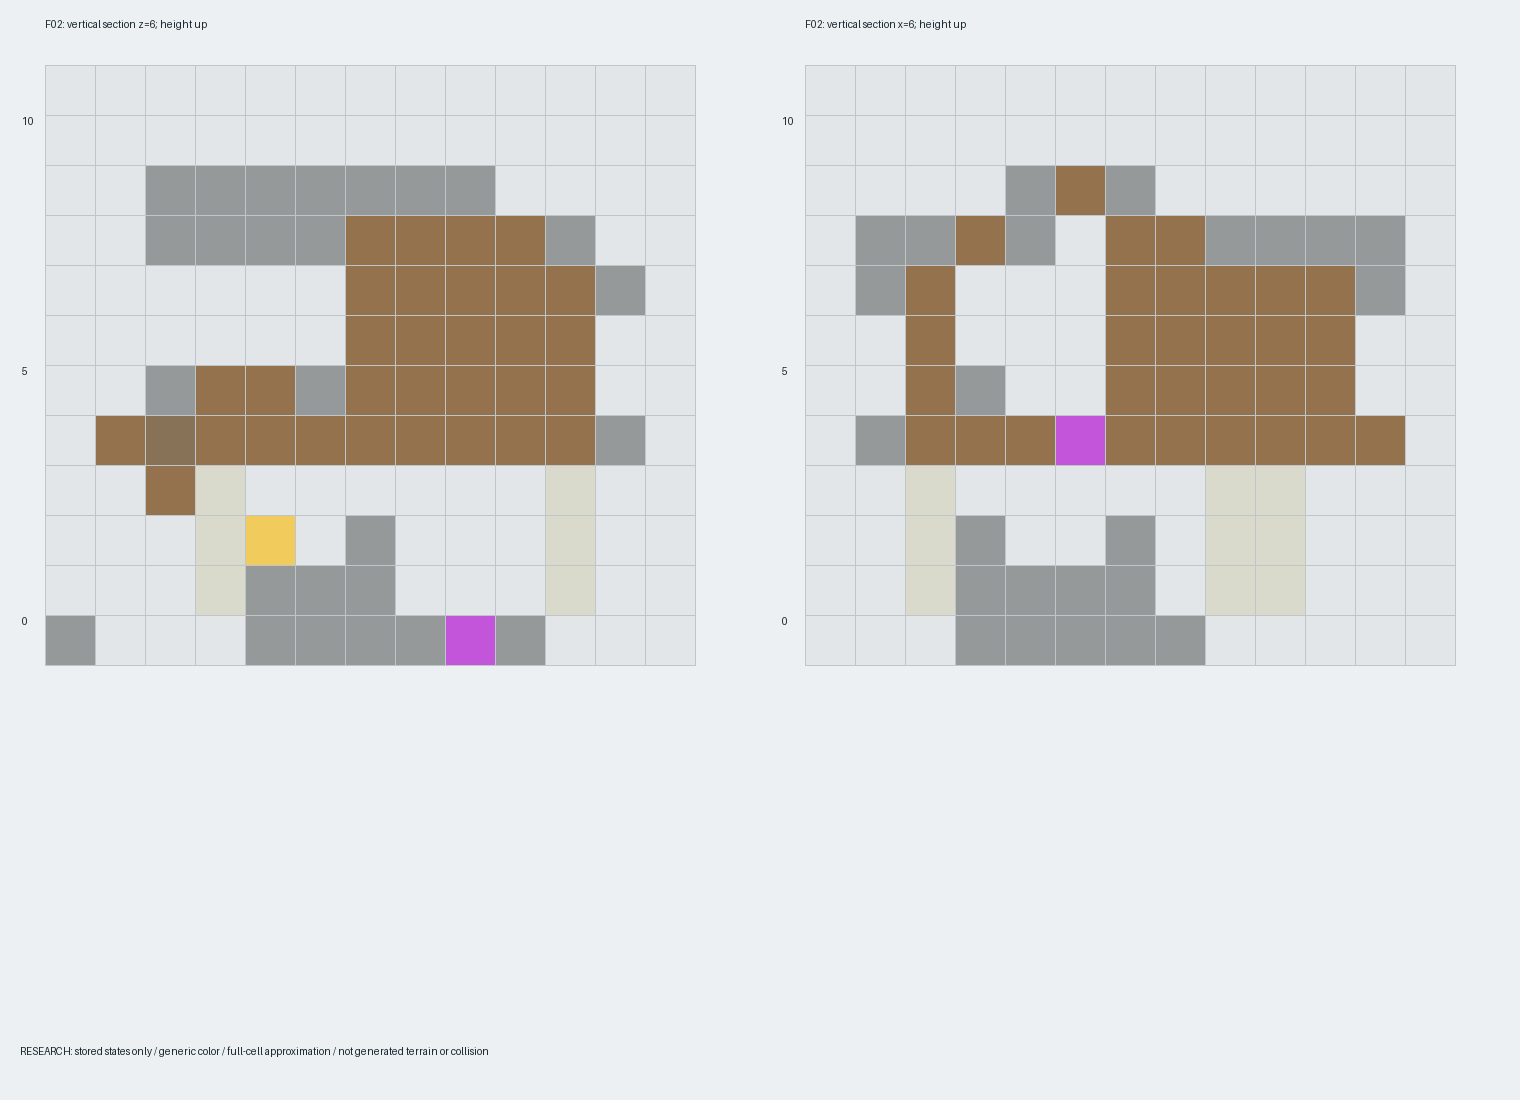 F02: vertical section z=6; height up
F02: vertical section x=6; height up
10
10
5
5
0
0
RESEARCH: stored states only / generic color / full-cell approximation / not generated terrain or collision